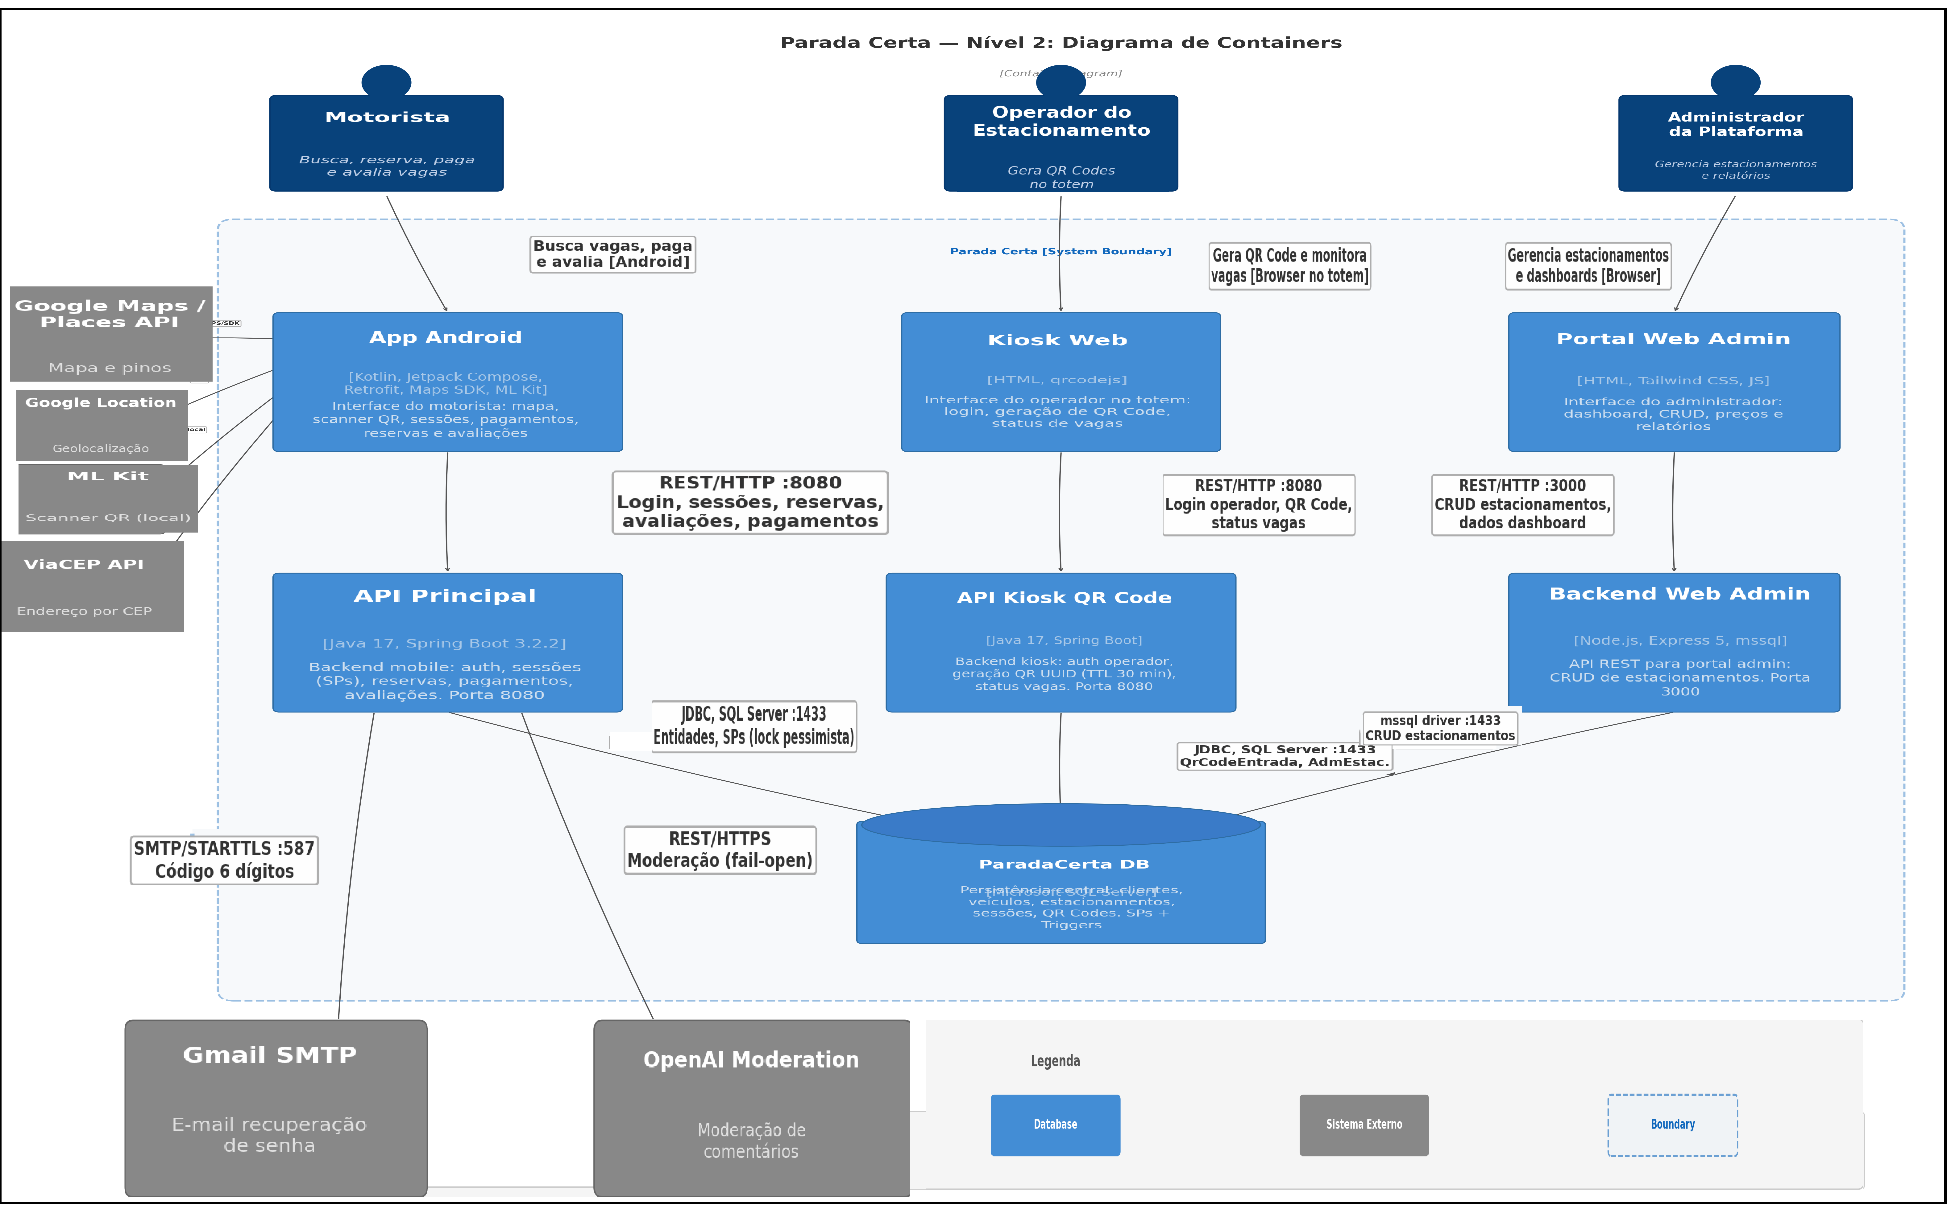 Parada Certa — Nível 2: Diagrama de Containers
Motorista
Busca, reserva, paga
e avalia vagas
Operador do
Estacionamento
Gera QR Codes
no totem
Administrador
da Plataforma
Gerencia estacionamentos
e relatórios
Busca vagas, paga
e avalia [Android]
Parada Certa [System Boundary]
Gera QR Code e monitora
vagas [Browser no totem]
Gerencia estacionamentos
e dashboards [Browser]
Google Maps /
Places API
Mapa e pinos
Google Location
Geolocalização
ML Kit
Scanner QR (local)
ViaCEP API
Endereço por CEP
App Android
[Kotlin, Jetpack Compose,
Retrofit, Maps SDK, ML Kit]
Interface do motorista: mapa,
scanner QR, sessões, pagamentos,
reservas e avaliações
Kiosk Web
[HTML, qrcodejs]
Interface do operador no totem:
login, geração de QR Code,
status de vagas
Portal Web Admin
[HTML, Tailwind CSS, JS]
Interface do administrador:
dashboard, CRUD, preços e
relatórios
REST/HTTP :8080
Login, sessões, reservas,
avaliações, pagamentos
REST/HTTP :8080
Login operador, QR Code,
status vagas
REST/HTTP :3000
CRUD estacionamentos,
dados dashboard
API Principal
[Java 17, Spring Boot 3.2.2]
Backend mobile: auth, sessões
(SPs), reservas, pagamentos,
avaliações. Porta 8080
API Kiosk QR Code
[Java 17, Spring Boot]
Backend kiosk: auth operador,
geração QR UUID (TTL 30 min),
status vagas. Porta 8080
Backend Web Admin
[Node.js, Express 5, mssql]
API REST para portal admin:
CRUD de estacionamentos. Porta
3000
JDBC, SQL Server :1433
Entidades, SPs (lock pessimista)
JDBC, SQL Server :1433
QrCodeEntrada, AdmEstac.
mssql driver :1433
CRUD estacionamentos
SMTP/STARTTLS :587
Código 6 dígitos
REST/HTTPS
Moderação (fail-open)
ParadaCerta DB
Persistência central: clientes,
[Microsoft SQL Server]
veículos, estacionamentos,
sessões, QR Codes. SPs +
Triggers
Gmail SMTP
E-mail recuperação
de senha
OpenAI Moderation
Moderação de
comentários
Legenda
Database
Sistema Externo
Boundary